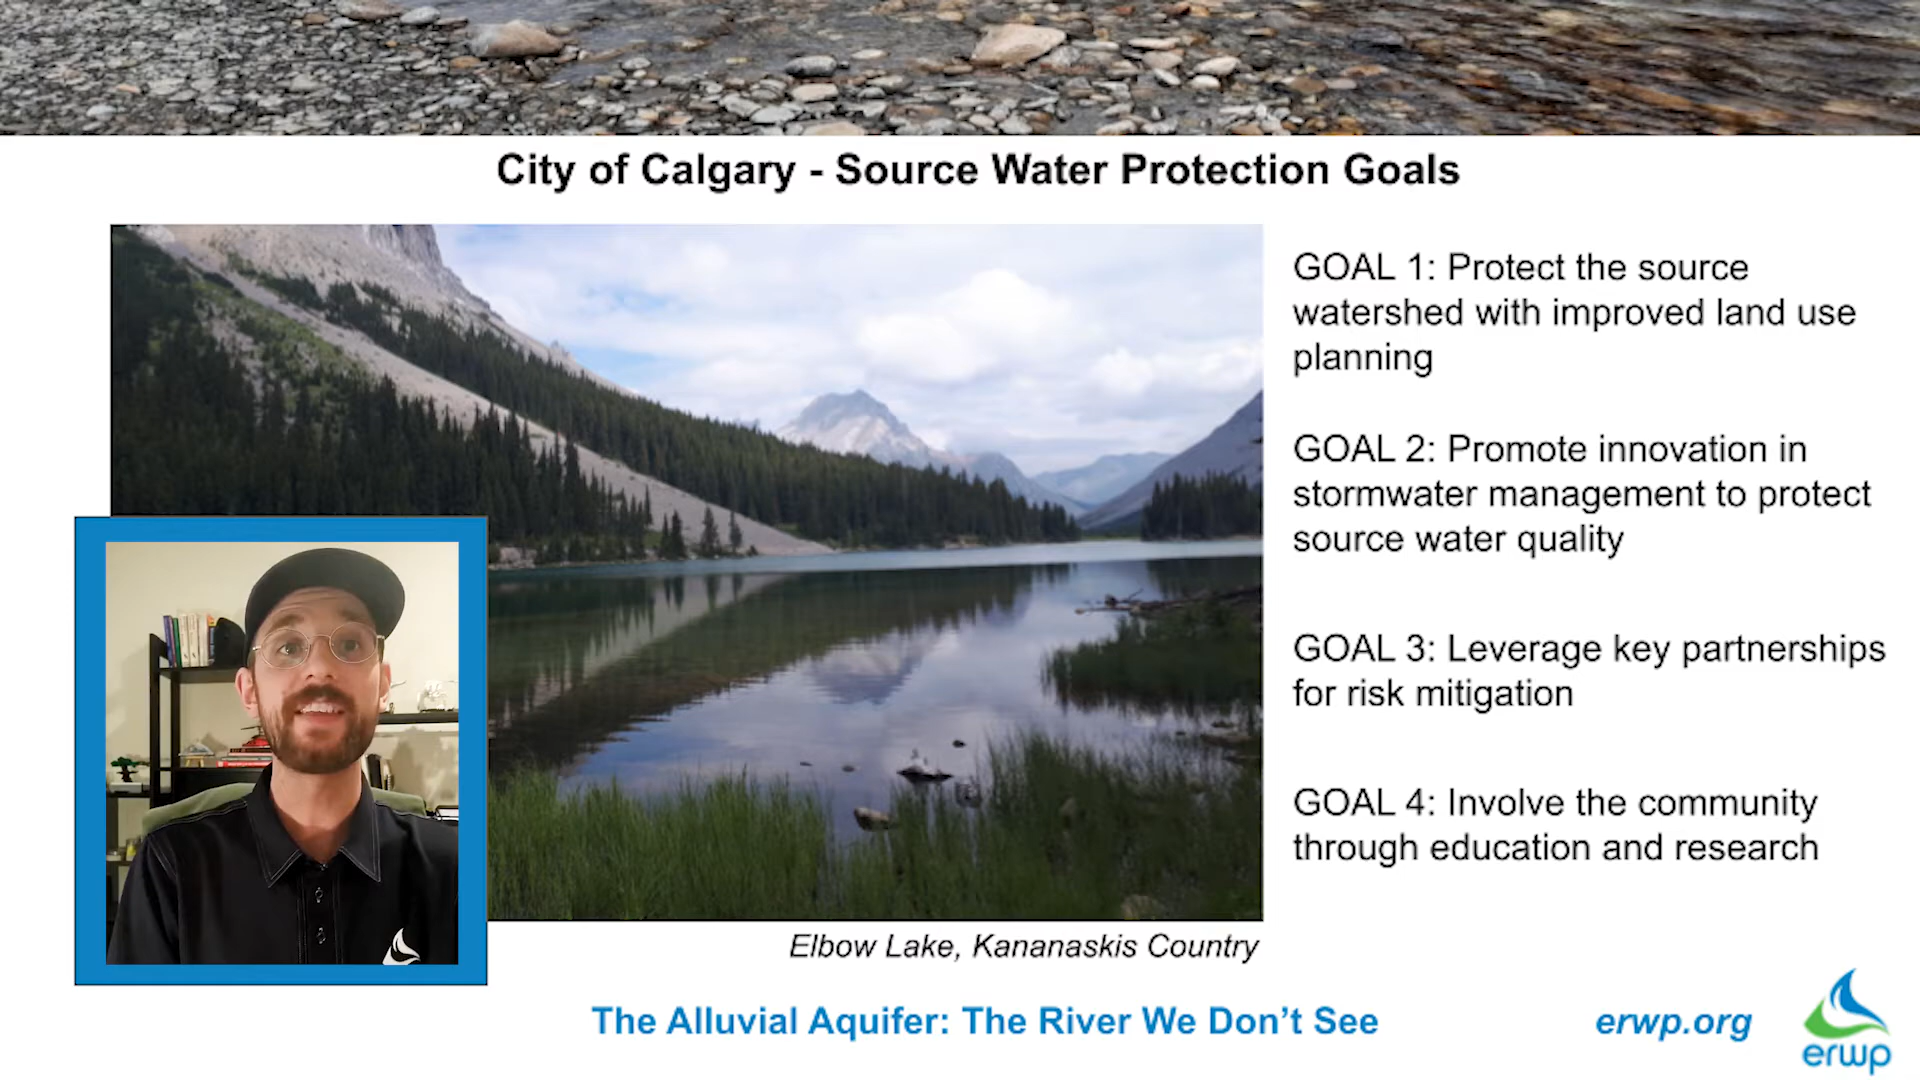 City of Calgary - Source Water Protection Goals
GOAL 1: Protect the source
watershed with improved land use
planning
GOAL 2: Promote innovation in
stormwater management to protect
source water quality
GOAL 3: Leverage key partnerships
for risk mitigation
GOAL 4: Involve the community
through education and research
Elbow Lake, Kananaskis Country
The Alluvial Aquifer: The River We Don’t See
erwp.org
erwp